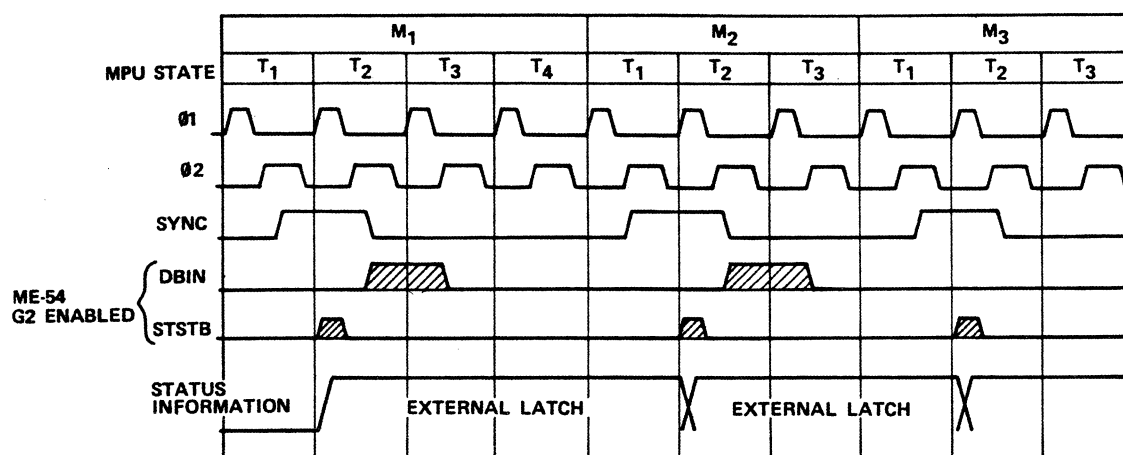 M1 M2 M3
MPU STATE T1 T2 T3 T4 T1 T2 T3 T1 T2 T3
Ø1
Ø2
SYNC
DBIN
ME-54
G2 ENABLED
STSTB
STATUS
INFORMATION EXTERNAL LATCH EXTERNAL LATCH